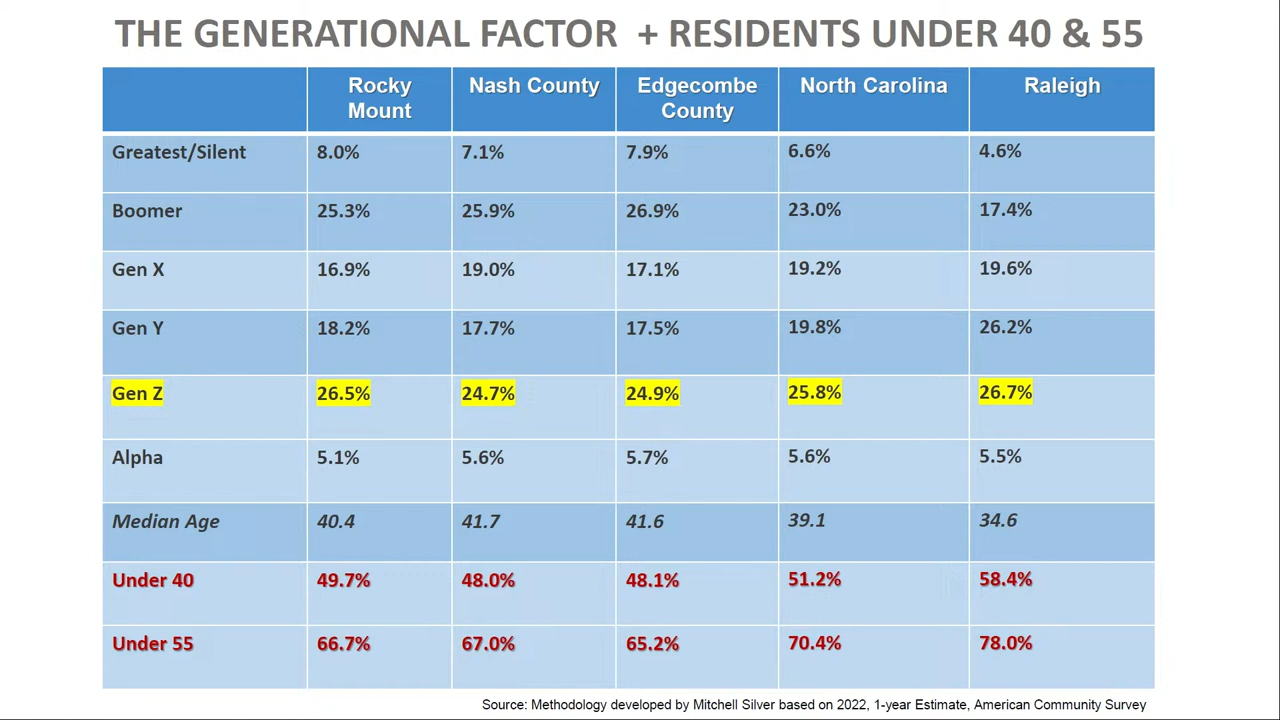 THE GENERATIONAL FACTOR + RESIDENTS UNDER 40 & 55
Rocky Mount Nash County Edgecombe County North Carolina Raleigh
Greatest/Silent 8.0% 7.1% 7.9% 6.6% 4.6%
Boomer 25.3% 25.9% 26.9% 23.0% 17.4%
Gen X 16.9% 19.0% 17.1% 19.2% 19.6%
Gen Y 18.2% 17.7% 17.5% 19.8% 26.2%
Gen Z 26.5% 24.7% 24.9% 25.8% 26.7%
Alpha 5.1% 5.6% 5.7% 5.6% 5.5%
Median Age 40.4 41.7 41.6 39.1 34.6
Under 40 49.7% 48.0% 48.1% 51.2% 58.4%
Under 55 66.7% 67.0% 65.2% 70.4% 78.0%
Source: Methodology developed by Mitchell Silver based on 2022, 1-year Estimate, American Community Survey